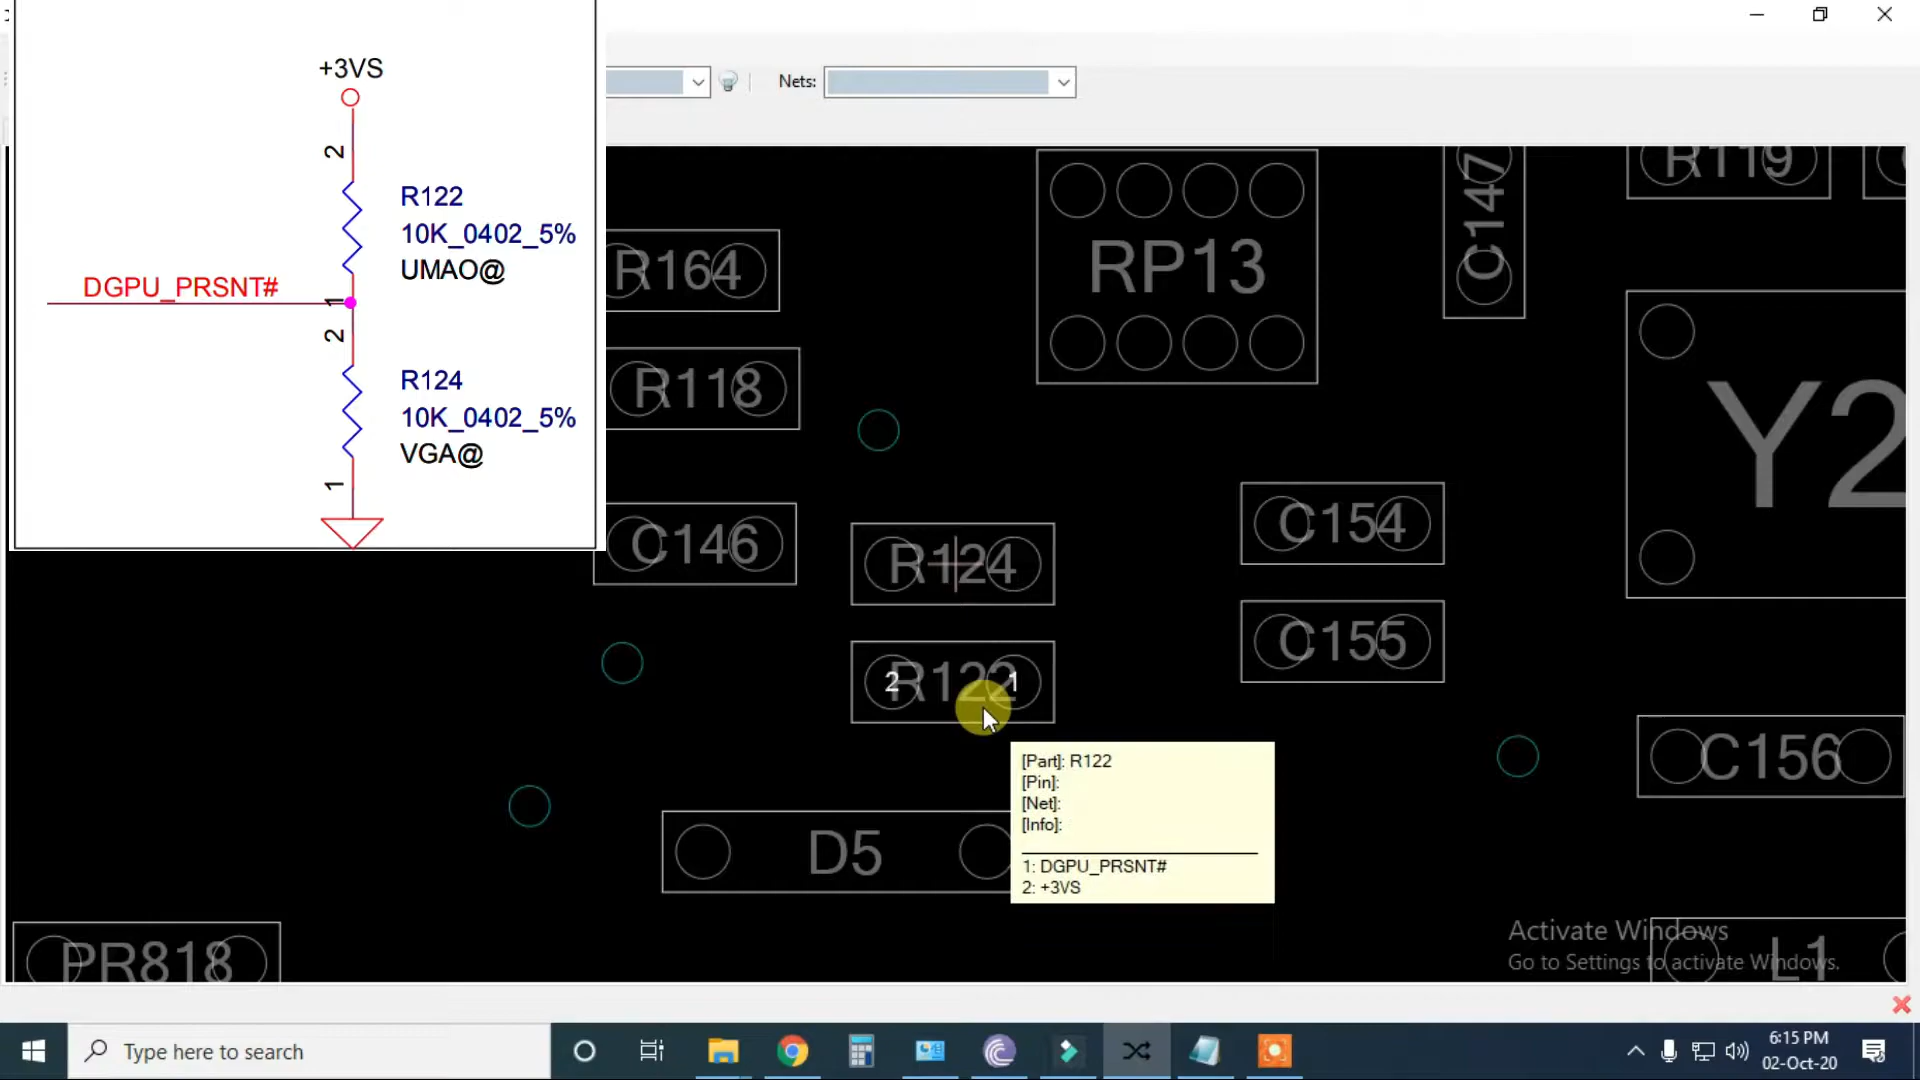 +3VS
2
R122
10K_0402_5%
UMAO@
DGPU_PRSNT#
1
2
R124
10K_0402_5%
VGA@
1
Nets:
R164
R118
C146
R124
2 R122 1
D5
PR818
RP13
C147
R119
Y2
C154
C155
C156
L1
[Part]: R122
[Pin]:
[Net]:
[Info]:
1: DGPU_PRSNT#
2: +3VS
Activate Windows
Go to Settings to activate Windows.
Type here to search
6:15 PM
02-Oct-20